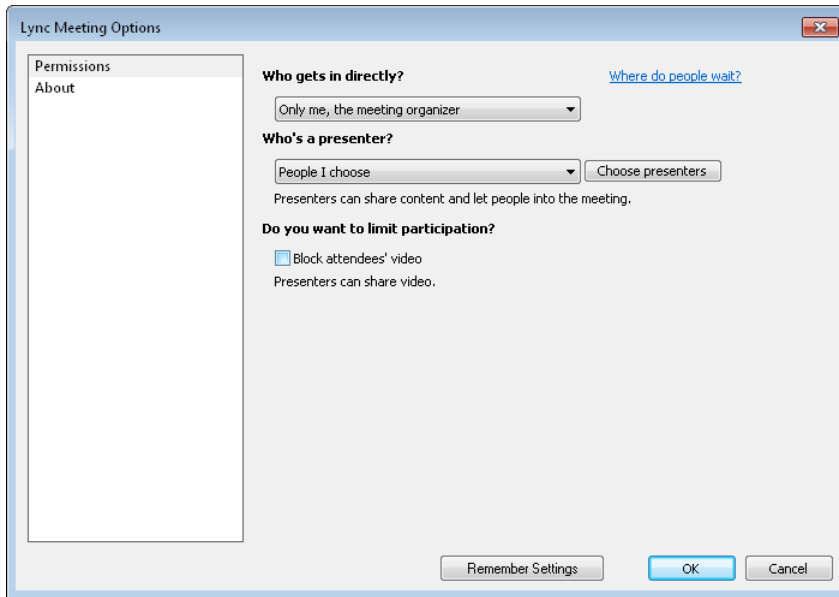 Lync Meeting Options
Permissions
About
Who gets in directly?
Where do people wait?
Only me, the meeting organizer
Who's a presenter?
People I choose
Choose presenters
Presenters can share content and let people into the meeting.
Do you want to limit participation?
Block attendees' video
Presenters can share video.
Remember Settings
OK
Cancel